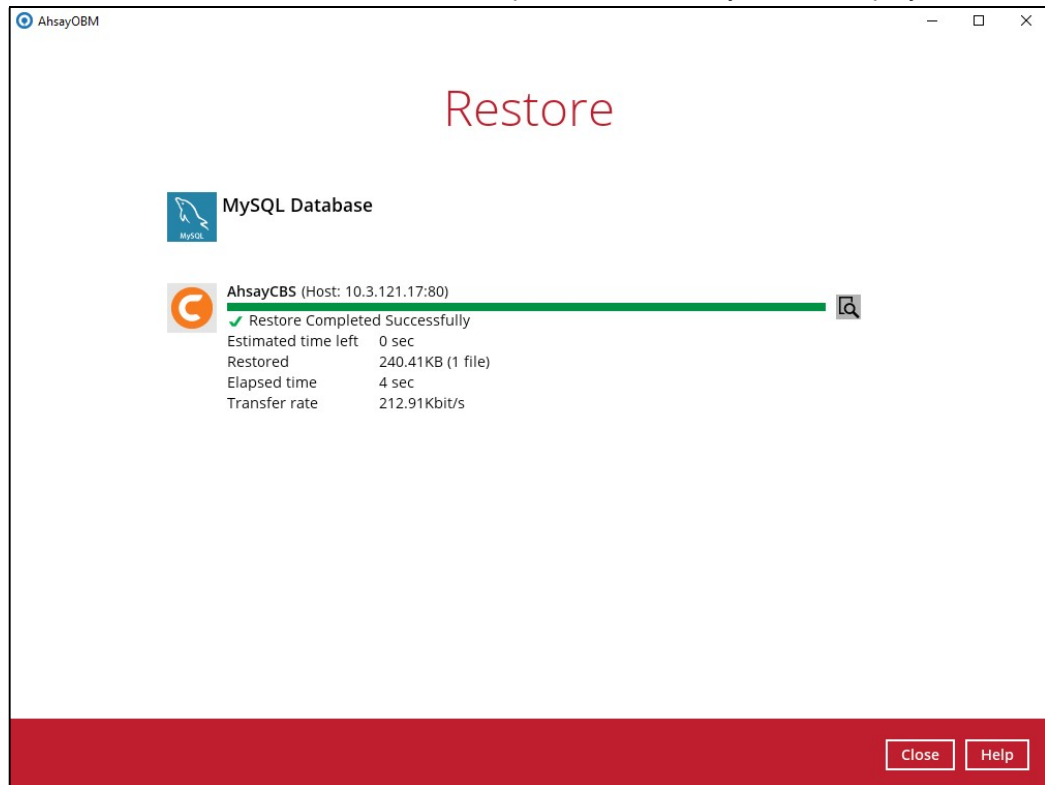 AhsayOBM
Restore
MySQL
MySQL Database
AhsayCBS (Host: 10.3.121.17:80)
Restore Completed Successfully
Estimated time left 0 sec
Restored 240.41KB (1 file)
Elapsed time 4 sec
Transfer rate 212.91Kbit/s
Close Help